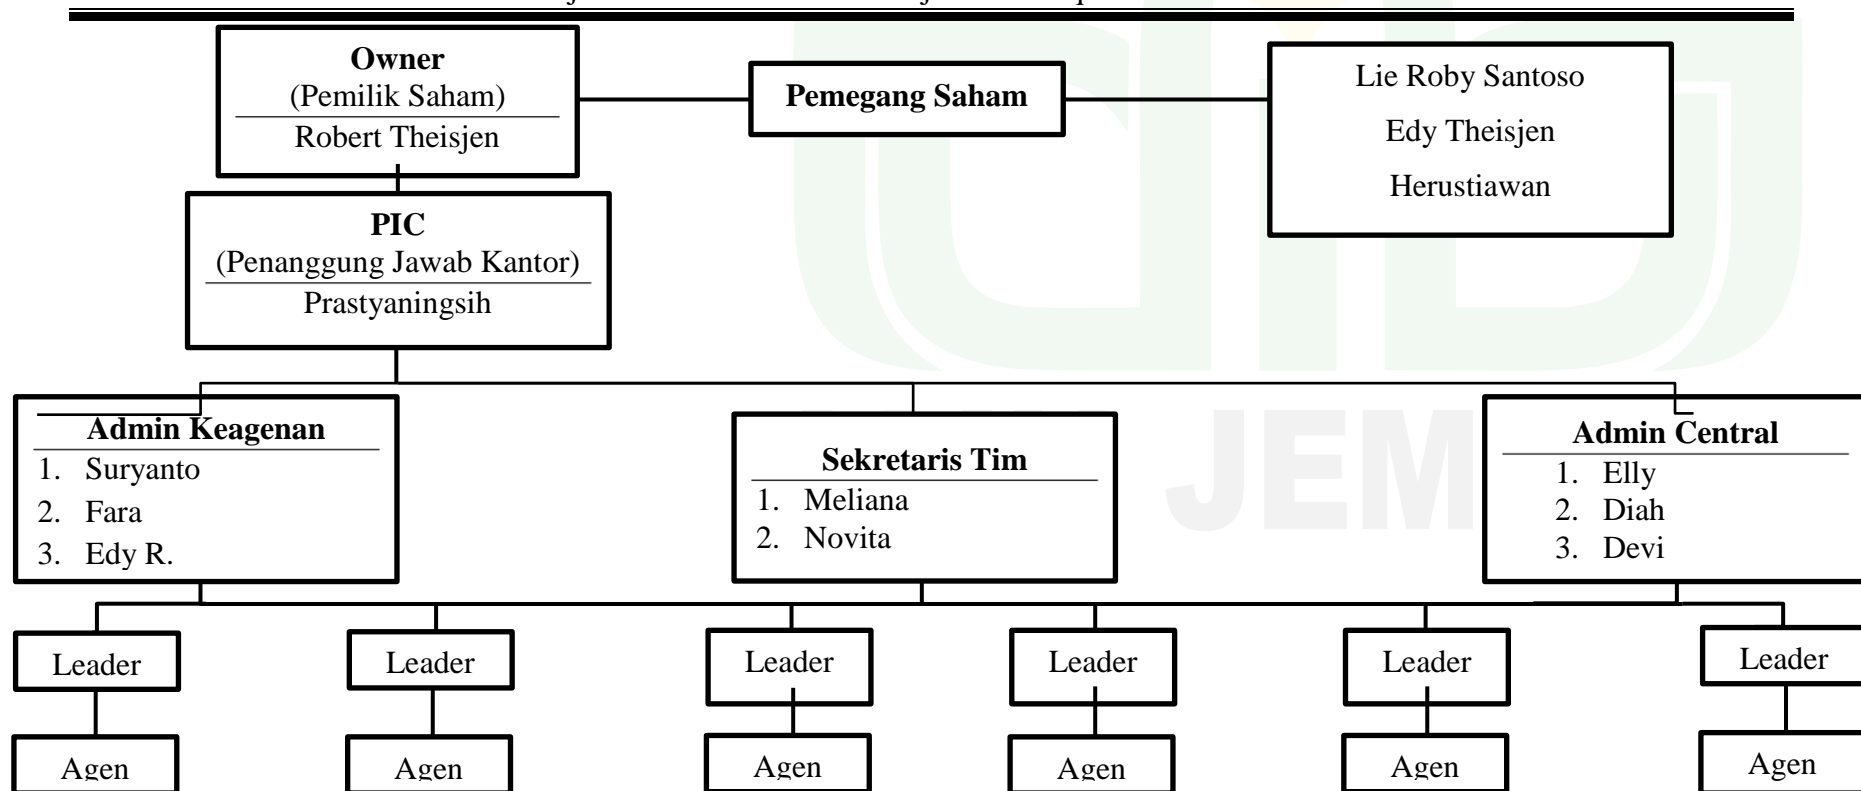 Owner
(Pemilik Saham)
Robert Theisjen
Pemegang Saham
Lie Roby Santoso
Edy Theisjen
Herustiawan
PIC
(Penanggung Jawab Kantor)
Prastyaningsih
Admin Keagenan
1. Suryanto
2. Fara
3. Edy R.
Sekretaris Tim
1. Meliana
2. Novita
Admin Central
1. Elly
2. Diah
3. Devi
JEM
Leader
Leader
Leader
Leader
Leader
Leader
Agen
Agen
Agen
Agen
Agen
Agen